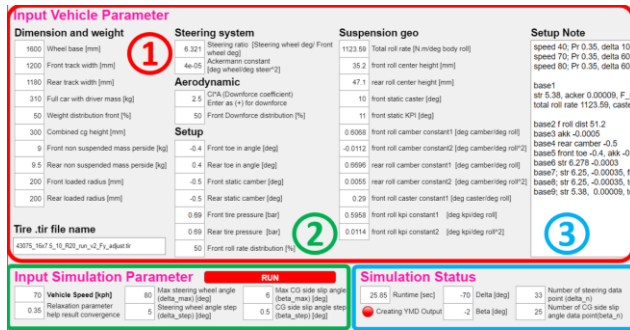 Input Vehicle Parameter
Dimension and weight
1600 Wheel base [mm]
1200 Front track width [mm]
1180 Rear track width [mm]
310 Full car with driver mass [kg]
50 Weight distribution front [%]
300 Combined cg height [mm]
9 Front non suspended mass perside [kg]
9.5 Rear non suspended mass perside [kg]
200 Front loaded radius [mm]
200 Rear loaded radius [mm]
Tire .tir file name
43075_16x7.5_10_R20_run_v2_Fy_adjust.tir
1
Steering system
6.321 Steering ratio [Steering wheel deg/ Front
wheel deg]
4e-05 Ackermann constant
[deg wheel/deg steer^2]
Aerodynamic
2.5 Cl*A (Downforce coefficient)
Enter as (+) for downforce
50 Front Downforce distribution [%]
Setup
-0.4 Front toe in angle [deg]
0.4 Rear toe in angle [deg]
-0.5 Front static camber [deg]
-0.5 Rear static camber [deg]
0.69 Front tire pressure [bar]
0.69 Rear tire pressure [bar]
50 Front roll rate distribution [%]
2
Suspension geo
1123.59 Total roll rate [N.m/deg body roll]
35.2 front roll center height [mm]
47.1 rear roll center height [mm]
10 front static caster [deg]
11 front static KPI [deg]
0.6068 front roll camber constant1 [deg camber/deg roll]
-0.0112 front roll camber constant2 [deg camber/deg roll^2]
0.6696 rear roll camber constant1 [deg camber/deg roll]
0.0055 rear roll camber constant2 [deg camber/deg roll^2]
0.29 front roll caster constant1 [deg caster/deg roll]
0.5958 front roll kpi constant1 [deg kpi/deg roll]
0.0114 front roll kpi constant2 [deg kpi/deg roll^2]
Setup Note
speed 40; Pr 0.35, delta 10
speed 70; Pr 0.35, delta 60
speed 80; Pr 0.35, delta 60
base1
str 5.38, acker 0.00009, F_
total roll rate 1123.59, caste
base2 f roll dist 51.2
base3 akk -0.0005
base4 rear camber -0.5
base5 front toe -0.4, akk -0
base6 str 6.278 -0.0003
base7; str 6.25, -0.00035, f
base8; str 6.25, -0.00035, t
base9; str 5.38, 0.00009, t
3
Input Simulation Parameter
RUN
70 Vehicle Speed [kph]
0.35 Relaxation parameter
help result convergence
80 Max steering wheel angle
(delta_max) [deg]
5 Steering wheel angle step
(delta_step) [deg]
6 Max CG side slip angle
(beta_max) [deg]
0.5 CG side slip angle step
(beta_step) [deg]
Simulation Status
25.85 Runtime [sec]
Creating YMD Output
-70 Delta [deg]
-2 Beta [deg]
33 Number of steering data
point (delta_n)
25 Number of CG side slip
angle data point(beta_n)